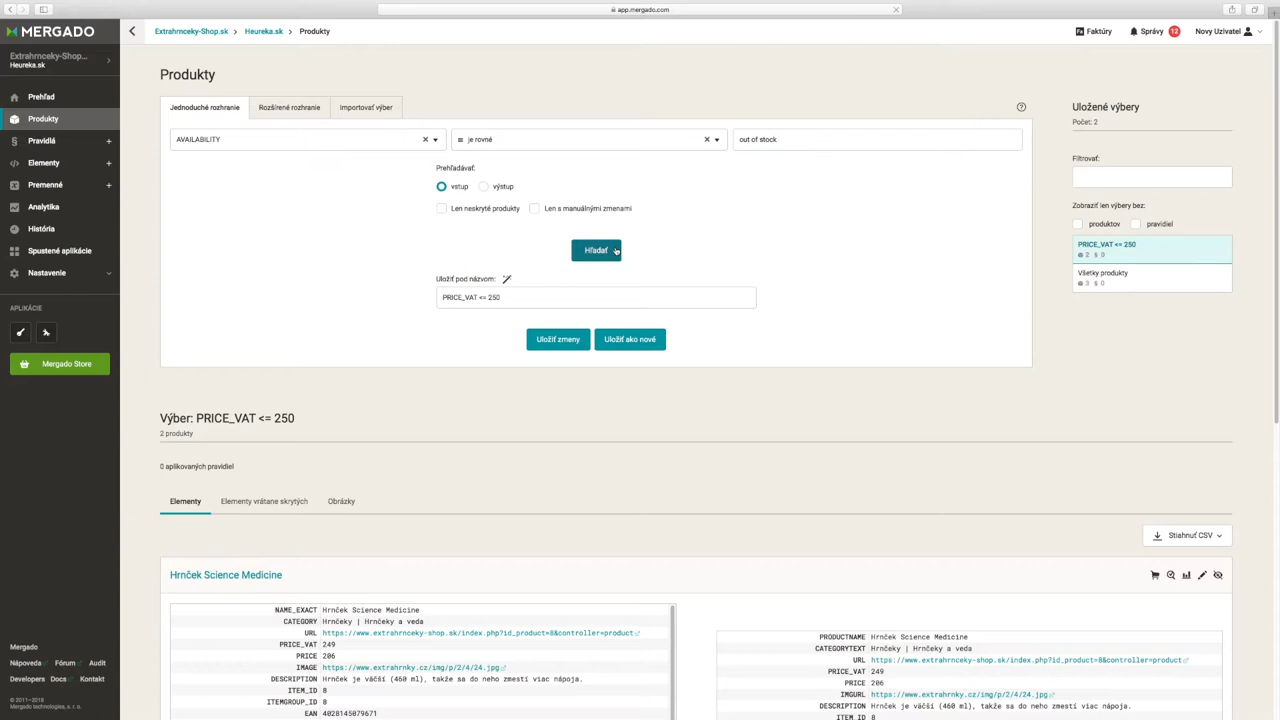 app.mergado.com
MERGADO
Extrahrnceky-Shop.sk > Heureka.sk > Produkty
Faktúry
Správy 12
Novy Uzivatel
Extrahrnceky-Shop...
Heureka.sk
Prehľad
Produkty
Pravidlá +
Elementy +
Premenné +
Analytika
História
Spustené aplikácie
Nastavenie
APLIKÁCIE
Mergado Store
Mergado
Nápoveda Fórum Audit
Developers Docs Kontakt
© 2011–2018
Mergado technologies, s. r. o.
Produkty
Jednoduché rozhranie
Rozšírené rozhranie
Importovať výber
AVAILABILITY
= je rovné
out of stock
Prehľadávať:
vstup
výstup
Len neskryté produkty
Len s manuálnymi zmenami
Hľadať
Uložiť pod názvom:
PRICE_VAT <= 250
Uložiť zmeny
Uložiť ako nové
Uložené výbery
Počet: 2
Filtrovať:
Zobraziť len výbery bez:
produktov
pravidiel
PRICE_VAT <= 250
2 § 0
Všetky produkty
3 § 0
Výber: PRICE_VAT <= 250
2 produkty
0 aplikovaných pravidiel
Elementy
Elementy vrátane skrytých
Obrázky
Stiahnuť CSV
Hrnček Science Medicine
NAME_EXACT Hrnček Science Medicine
CATEGORY Hrnčeky | Hrnčeky a veda
URL https://www.extrahrnceky-shop.sk/index.php?id_product=8&controller=product
PRICE_VAT 249
PRICE 206
IMAGE https://www.extrahrnky.cz/img/p/2/4/24.jpg
DESCRIPTION Hrnček je väčší (460 ml), takže sa do neho zmestí viac nápoja.
ITEM_ID 8
ITEMGROUP_ID 8
EAN 4028145079671
PRODUCTNAME Hrnček Science Medicine
CATEGORYTEXT Hrnčeky | Hrnčeky a veda
URL https://www.extrahrnceky-shop.sk/index.php?id_product=8&controller=product
PRICE_VAT 249
PRICE 206
IMGURL https://www.extrahrnky.cz/img/p/2/4/24.jpg
DESCRIPTION Hrnček je väčší (460 ml), takže sa do neho zmestí viac nápoja.
ITEM_ID 8